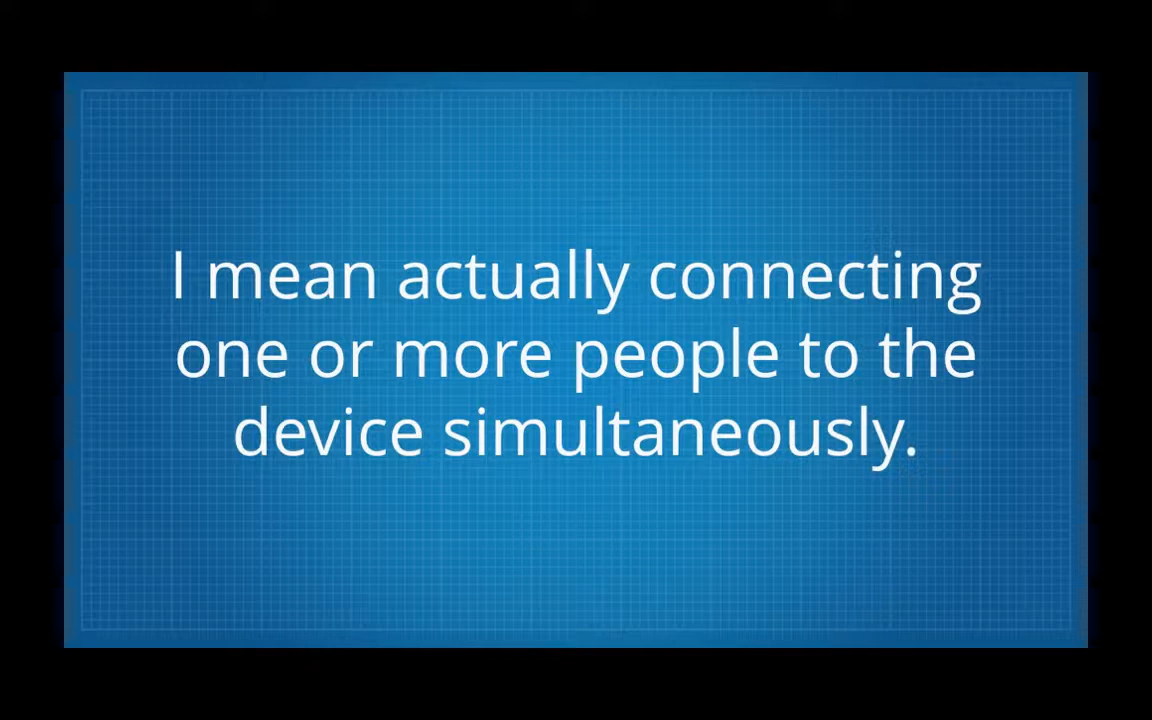 I mean actually connecting
one or more people to the
device simultaneously.